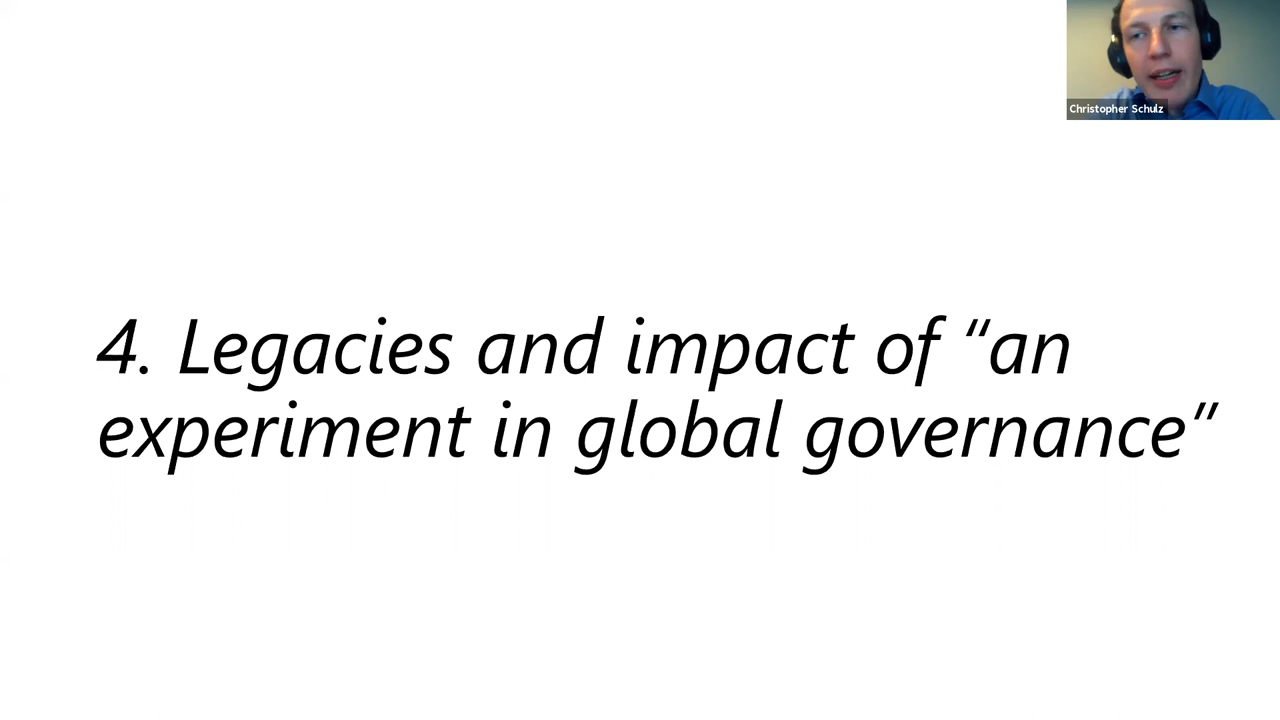 Christopher Schulz
4. Legacies and impact of “an
experiment in global governance”